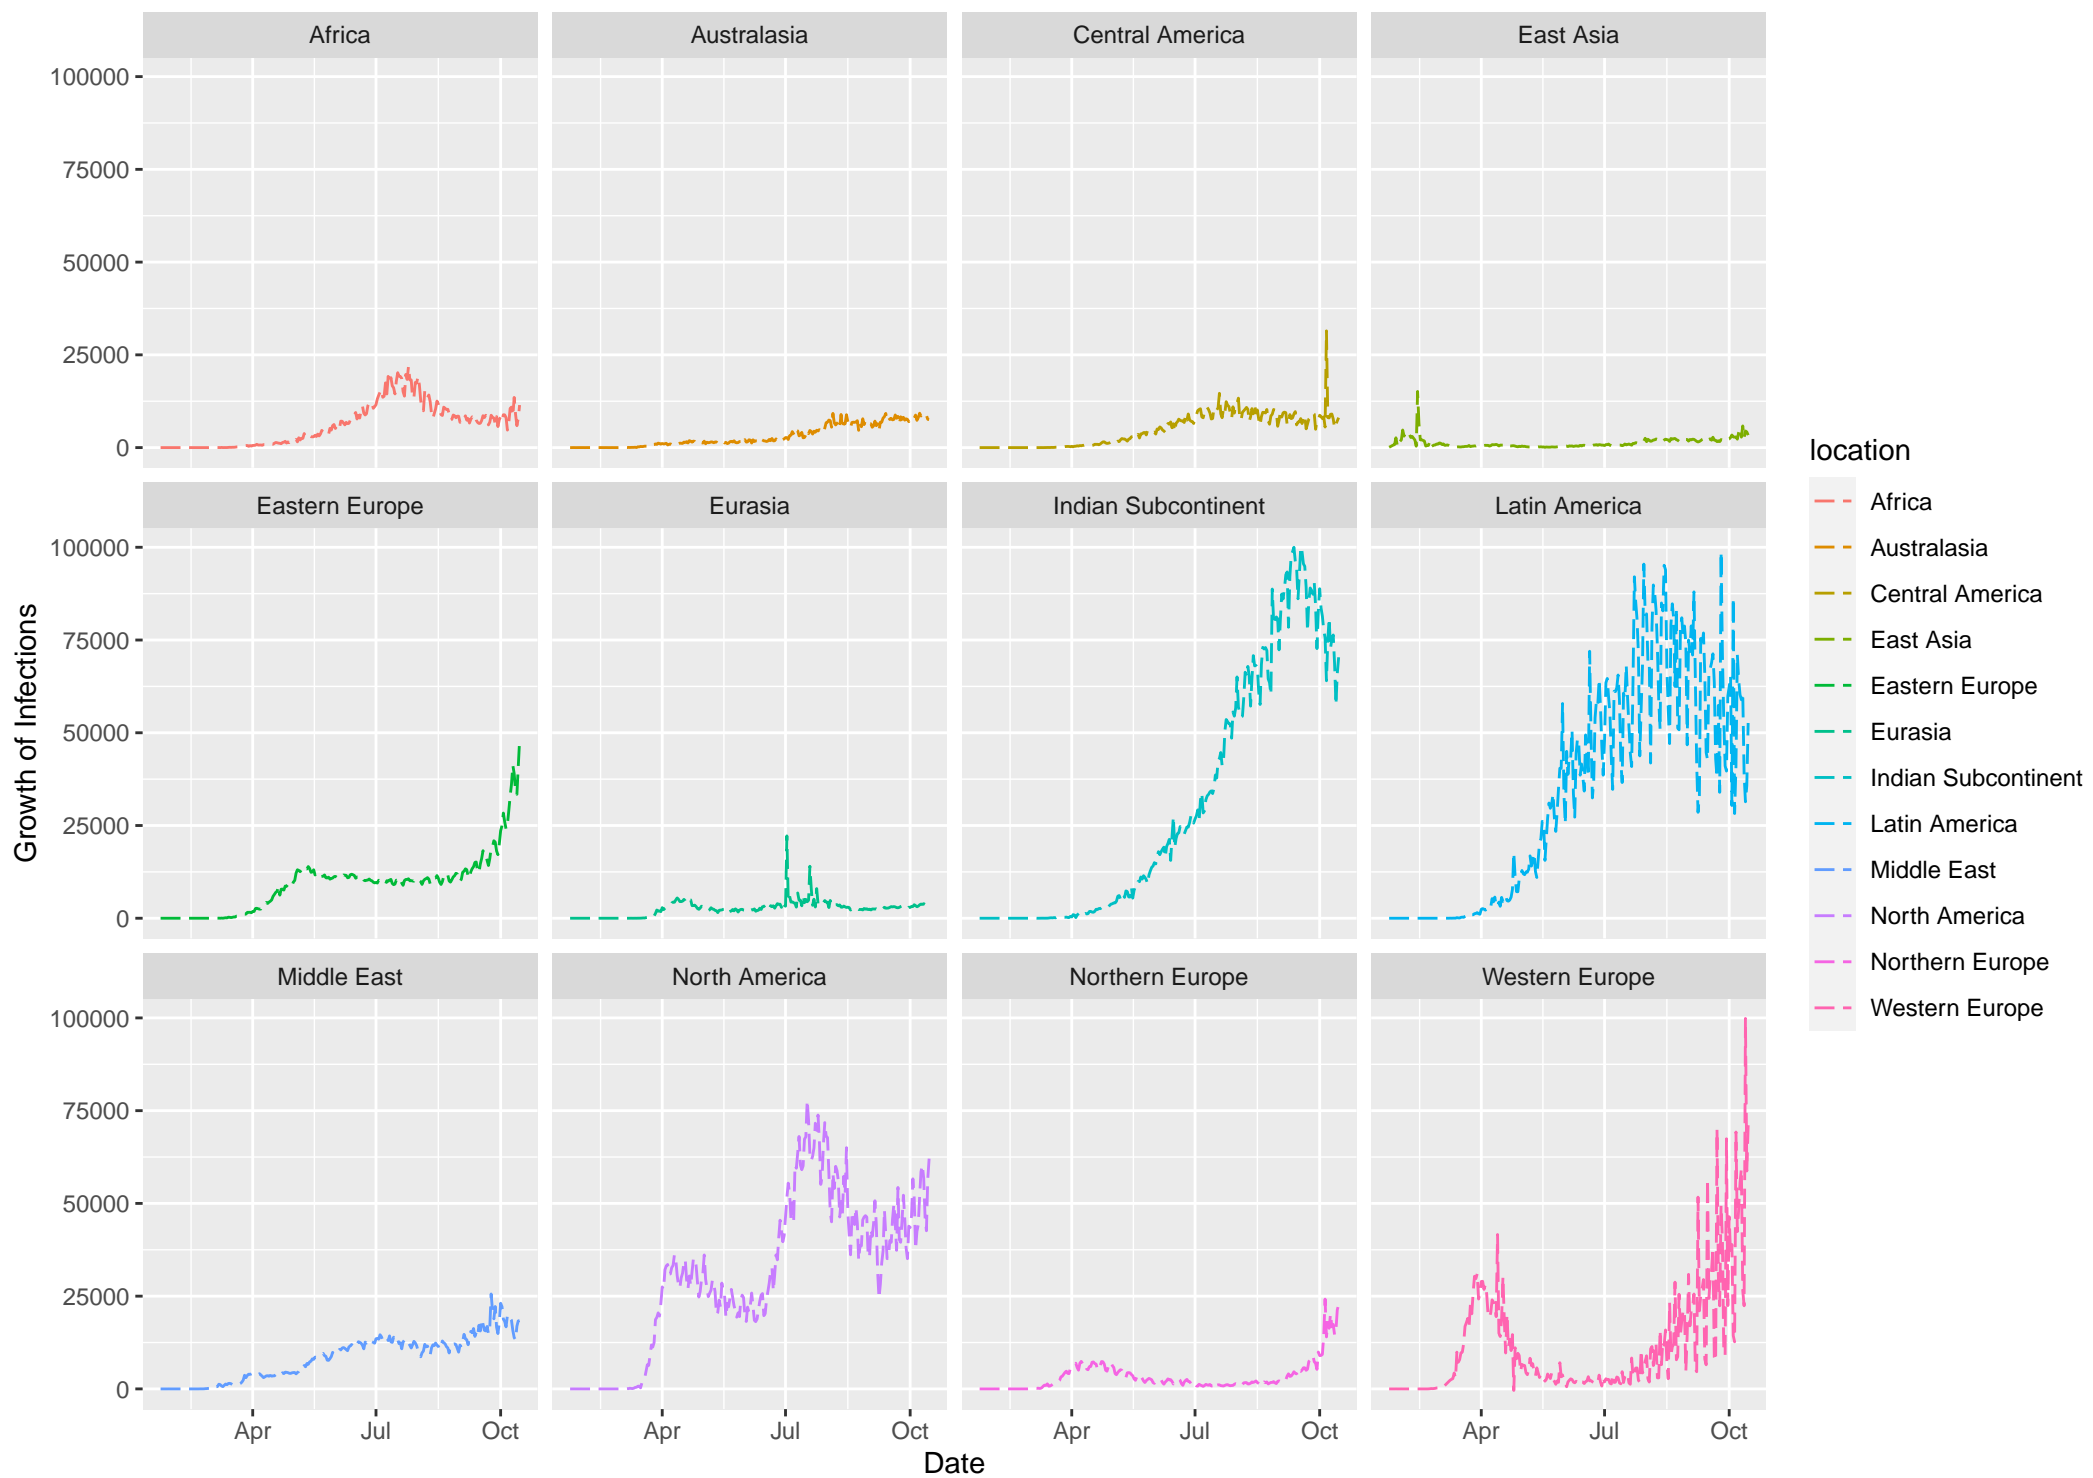 Africa
Australasia
Central America
East Asia
100000
75000
50000
25000
0
Eastern Europe
Eurasia
Indian Subcontinent
Latin America
100000
75000
50000
25000
0
Middle East
North America
Northern Europe
Western Europe
100000
75000
50000
25000
0
Apr Jul Oct
Apr Jul Oct
Apr Jul Oct
Apr Jul Oct
Date
Growth of Infections
location
Africa
Australasia
Central America
East Asia
Eastern Europe
Eurasia
Indian Subcontinent
Latin America
Middle East
North America
Northern Europe
Western Europe